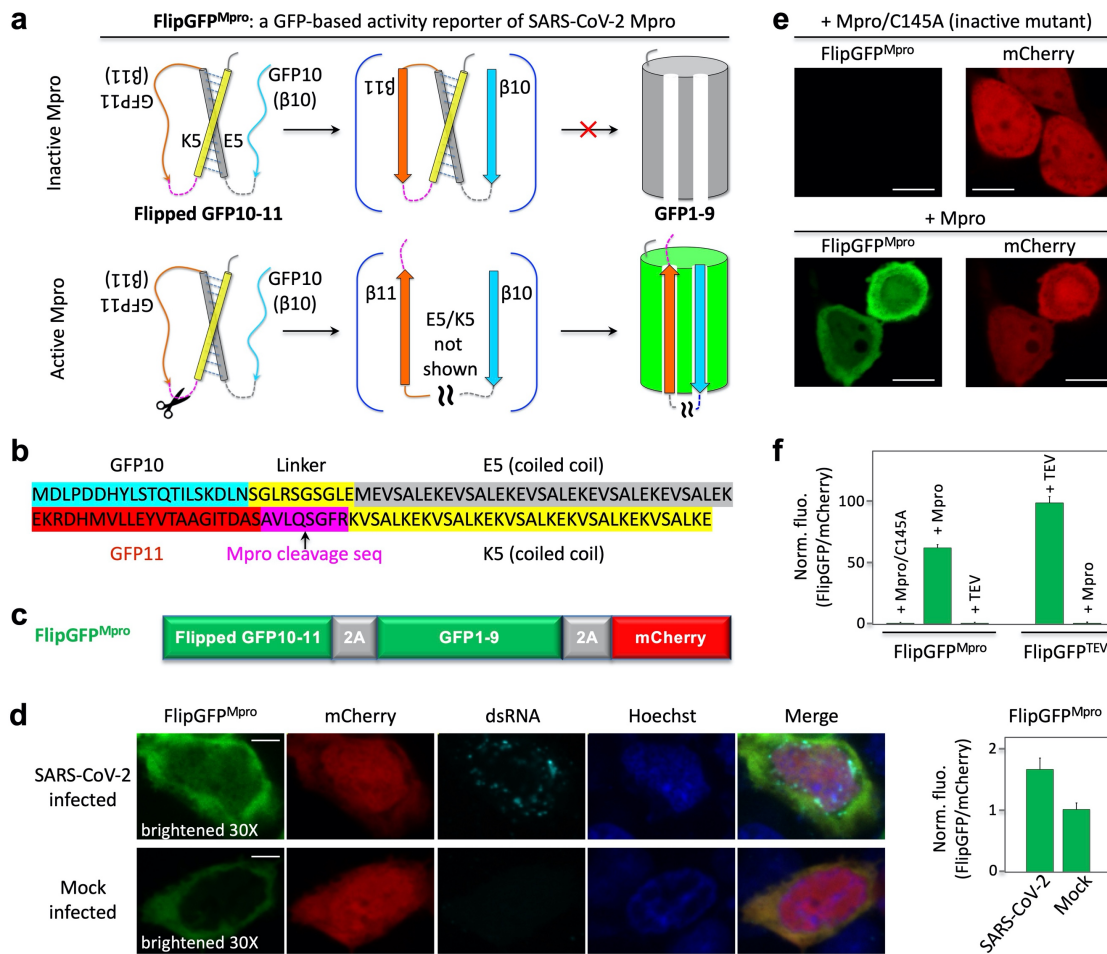 a
FlipGFPMpro: a GFP-based activity reporter of SARS-CoV-2 Mpro
Inactive Mpro
GFP11
(β11)
K5
E5
GFP10
(β10)
Flipped GFP10-11
β11
β10
GFP1-9
Active Mpro
GFP11
(β11)
GFP10
(β10)
β11
β10
E5/K5
not
shown
b
GFP10 Linker E5 (coiled coil)
MDLPDDHYLSTQTILSKDLNSGLRSGSGLEMEVSALEKEVSALEKEVSALEKEVSALEKEVSALEK
EKRDHMVLLEYVTAAGITDASAVLQSGFRKVSALKEKVSALKEKVSALKEKVSALKEKVSALKE
GFP11 Mpro cleavage seq K5 (coiled coil)
c
FlipGFPMpro Flipped GFP10-11 2A GFP1-9 2A mCherry
d
FlipGFPMpro mCherry dsRNA Hoechst Merge
SARS-CoV-2
infected
brightened 30X
Mock
infected
brightened 30X
FlipGFPMpro
Norm. fluo.
(FlipGFP/mCherry)
2
1
0
SARS-CoV-2
Mock
e
+ Mpro/C145A (inactive mutant)
FlipGFPMpro mCherry
+ Mpro
FlipGFPMpro mCherry
f
Norm. fluo.
(FlipGFP/mCherry)
100
50
0
+ Mpro/C145A
+ Mpro
+ TEV
+ TEV
+ Mpro
FlipGFPMpro FlipGFPTEV